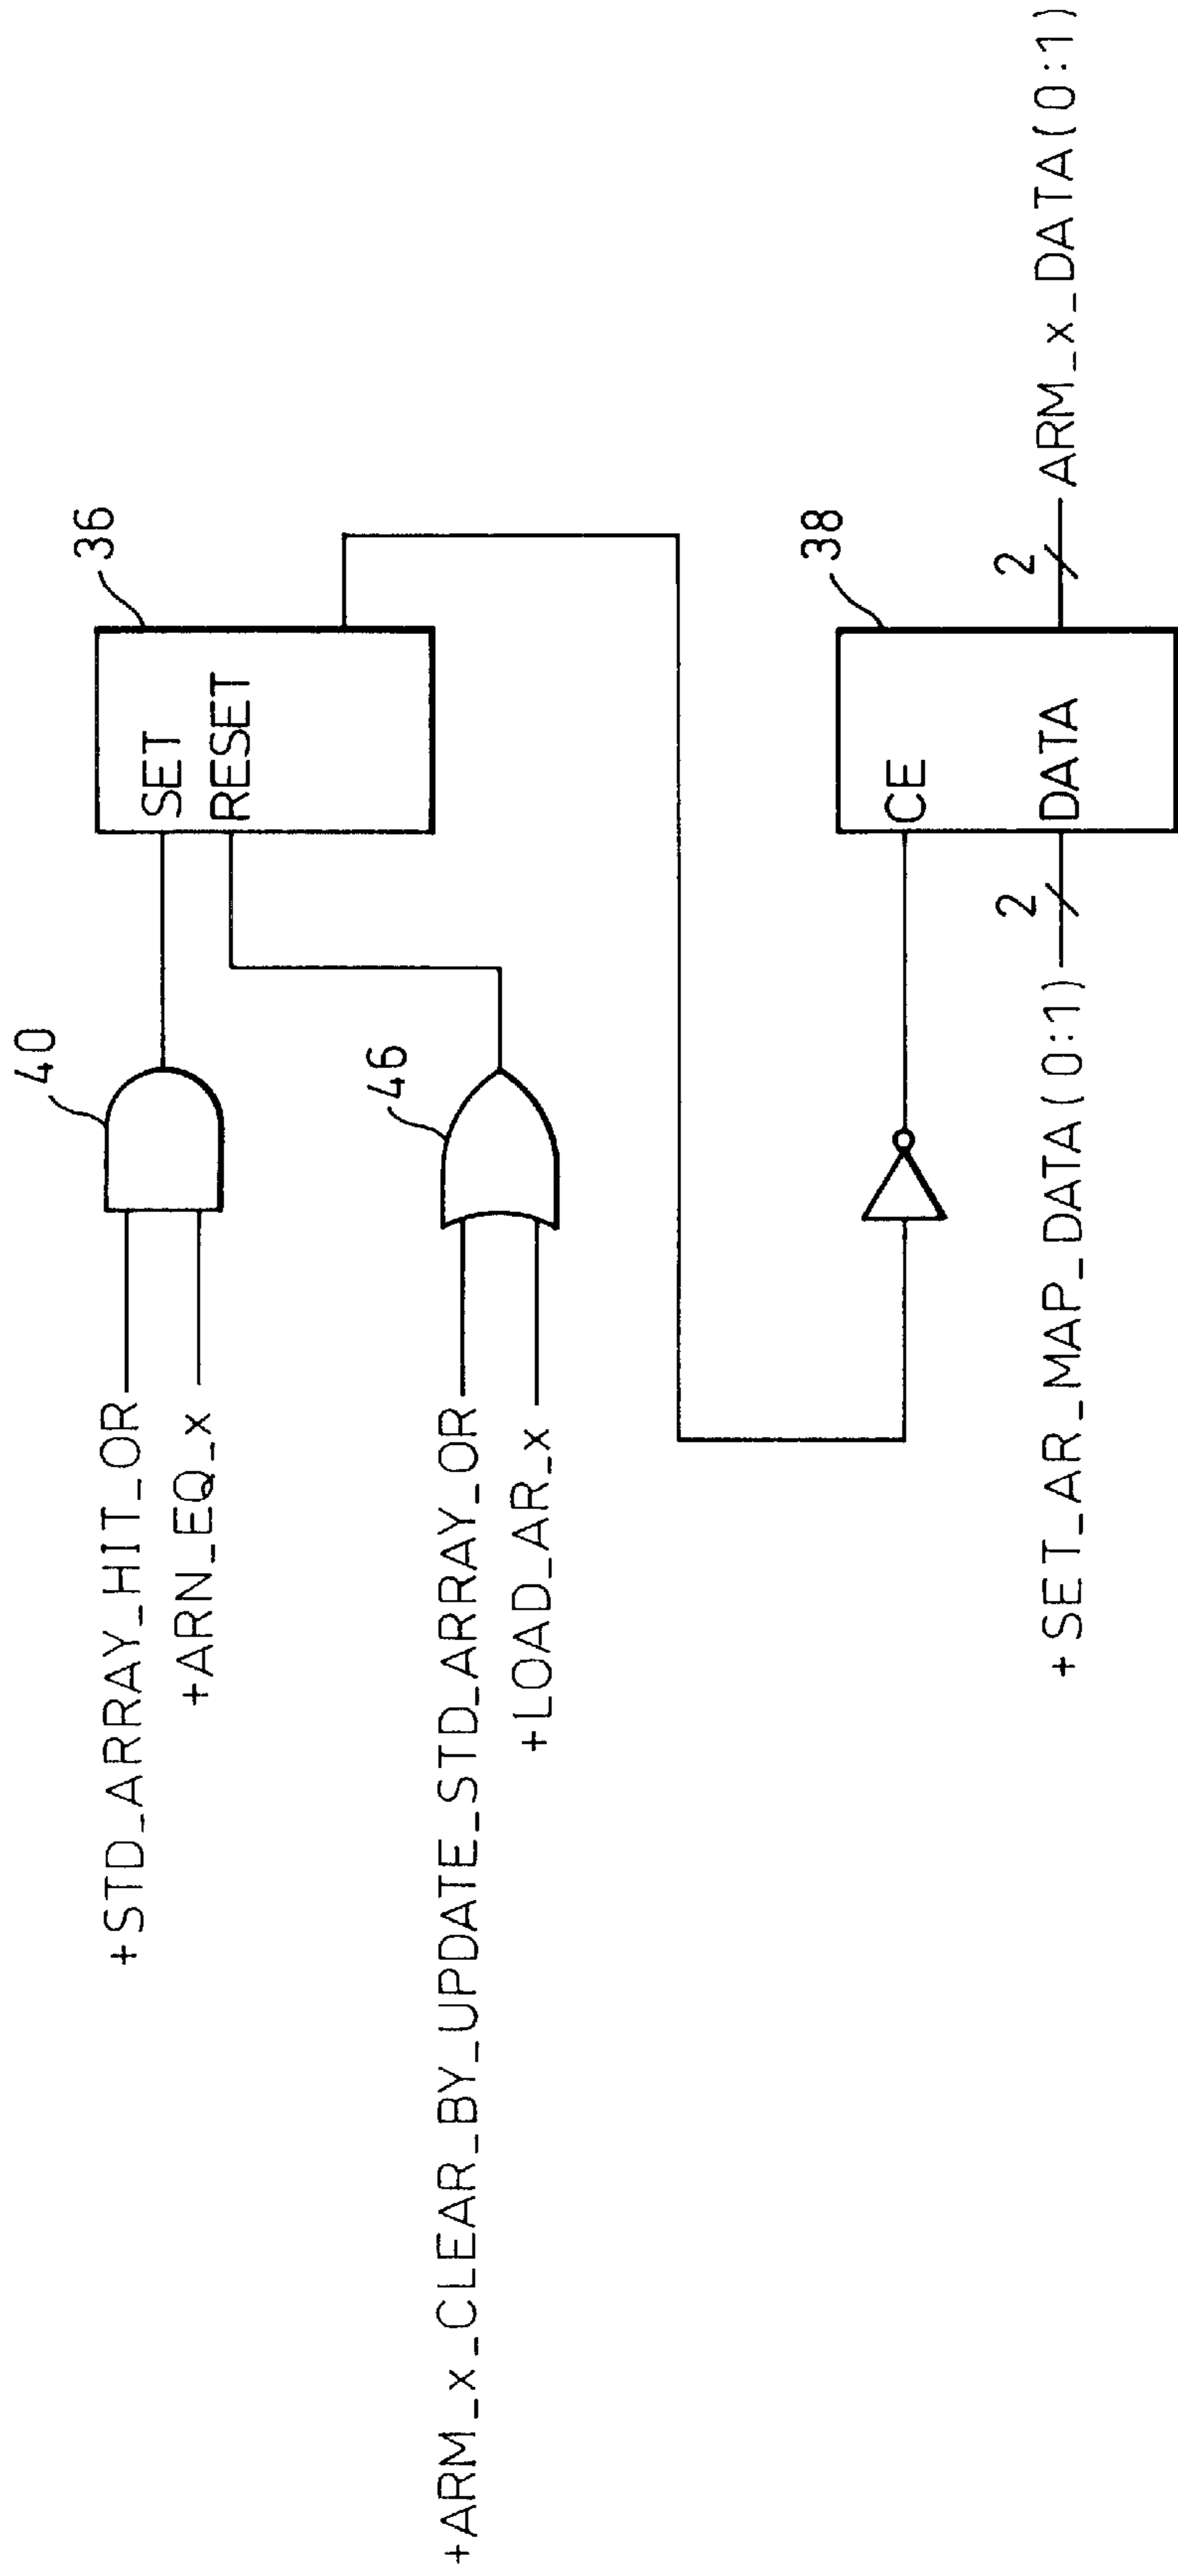 40
36
+STD_ARRAY_HIT_OR
SET
+ARN_EQ_x
RESET
46
+ARM_x_CLEAR_BY_UPDATE_STD_ARRAY_OR
+LOAD_AR_x
38
CE
2
2
+SET_AR_MAP_DATA(0:1)
DATA
ARM_x_DATA(0:1)